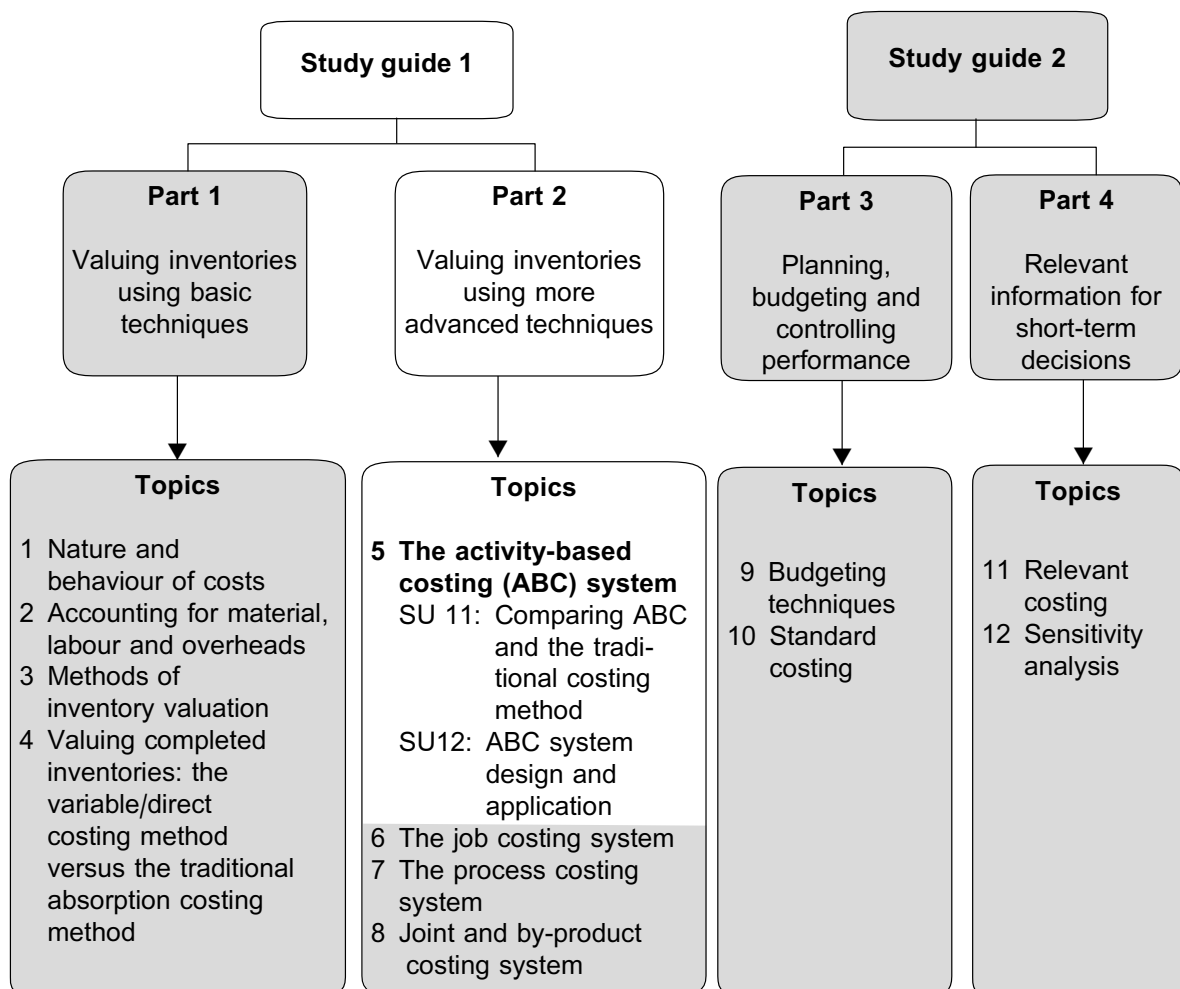 Study guide 1
Study guide 2
Part 1
Valuing inventories
using basic
techniques
Part 2
Valuing inventories
using more
advanced techniques
Part 3
Planning,
budgeting and
controlling
performance
Part 4
Relevant
information for
short-term
decisions
Topics
1 Nature and
behaviour of costs
2 Accounting for material,
labour and overheads
3 Methods of
inventory valuation
4 Valuing completed
inventories: the
variable/direct
costing method
versus the traditional
absorption costing
method
Topics
5 The activity-based
costing (ABC) system
SU 11: Comparing ABC
and the tradi-
tional costing
method
SU12: ABC system
design and
application
6 The job costing system
7 The process costing
system
8 Joint and by-product
costing system
Topics
9 Budgeting
techniques
10 Standard
costing
Topics
11 Relevant
costing
12 Sensitivity
analysis